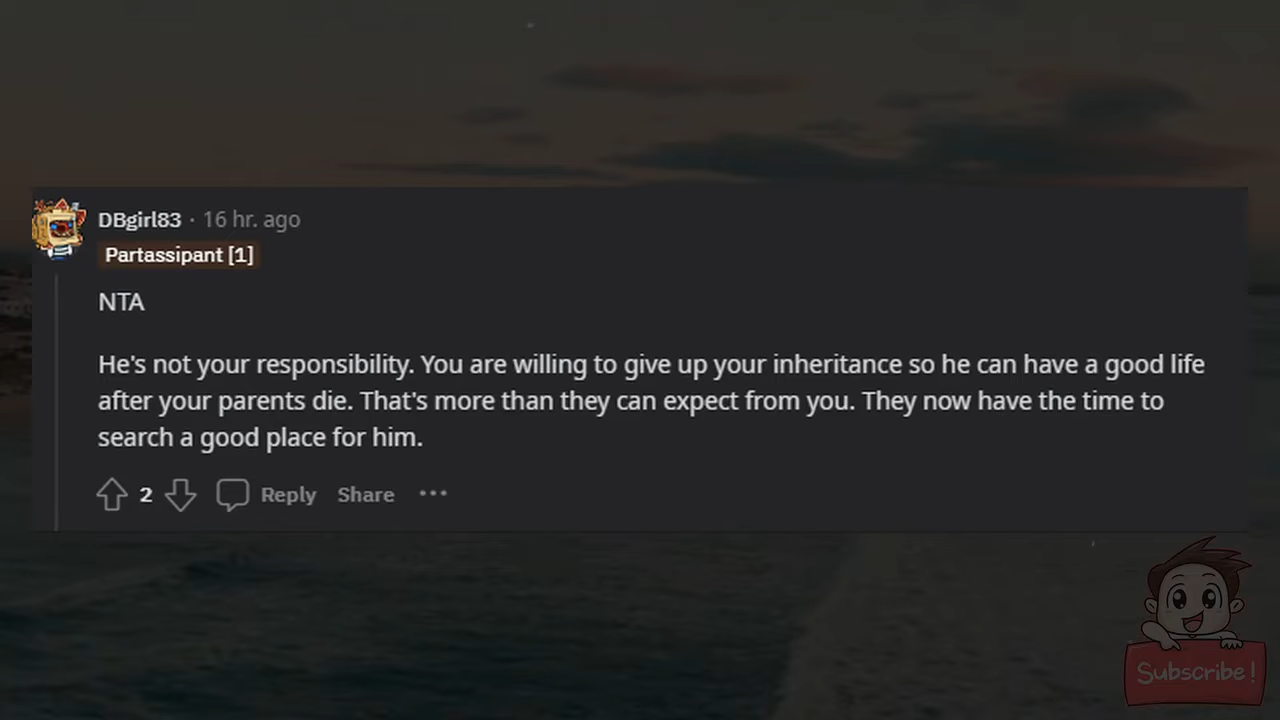 DBgirl83 · 16 hr. ago
Partassipant [1]
NTA
He's not your responsibility. You are willing to give up your inheritance so he can have a good life
after your parents die. That's more than they can expect from you. They now have the time to
search a good place for him.
2 Reply Share ···
Subscribe!